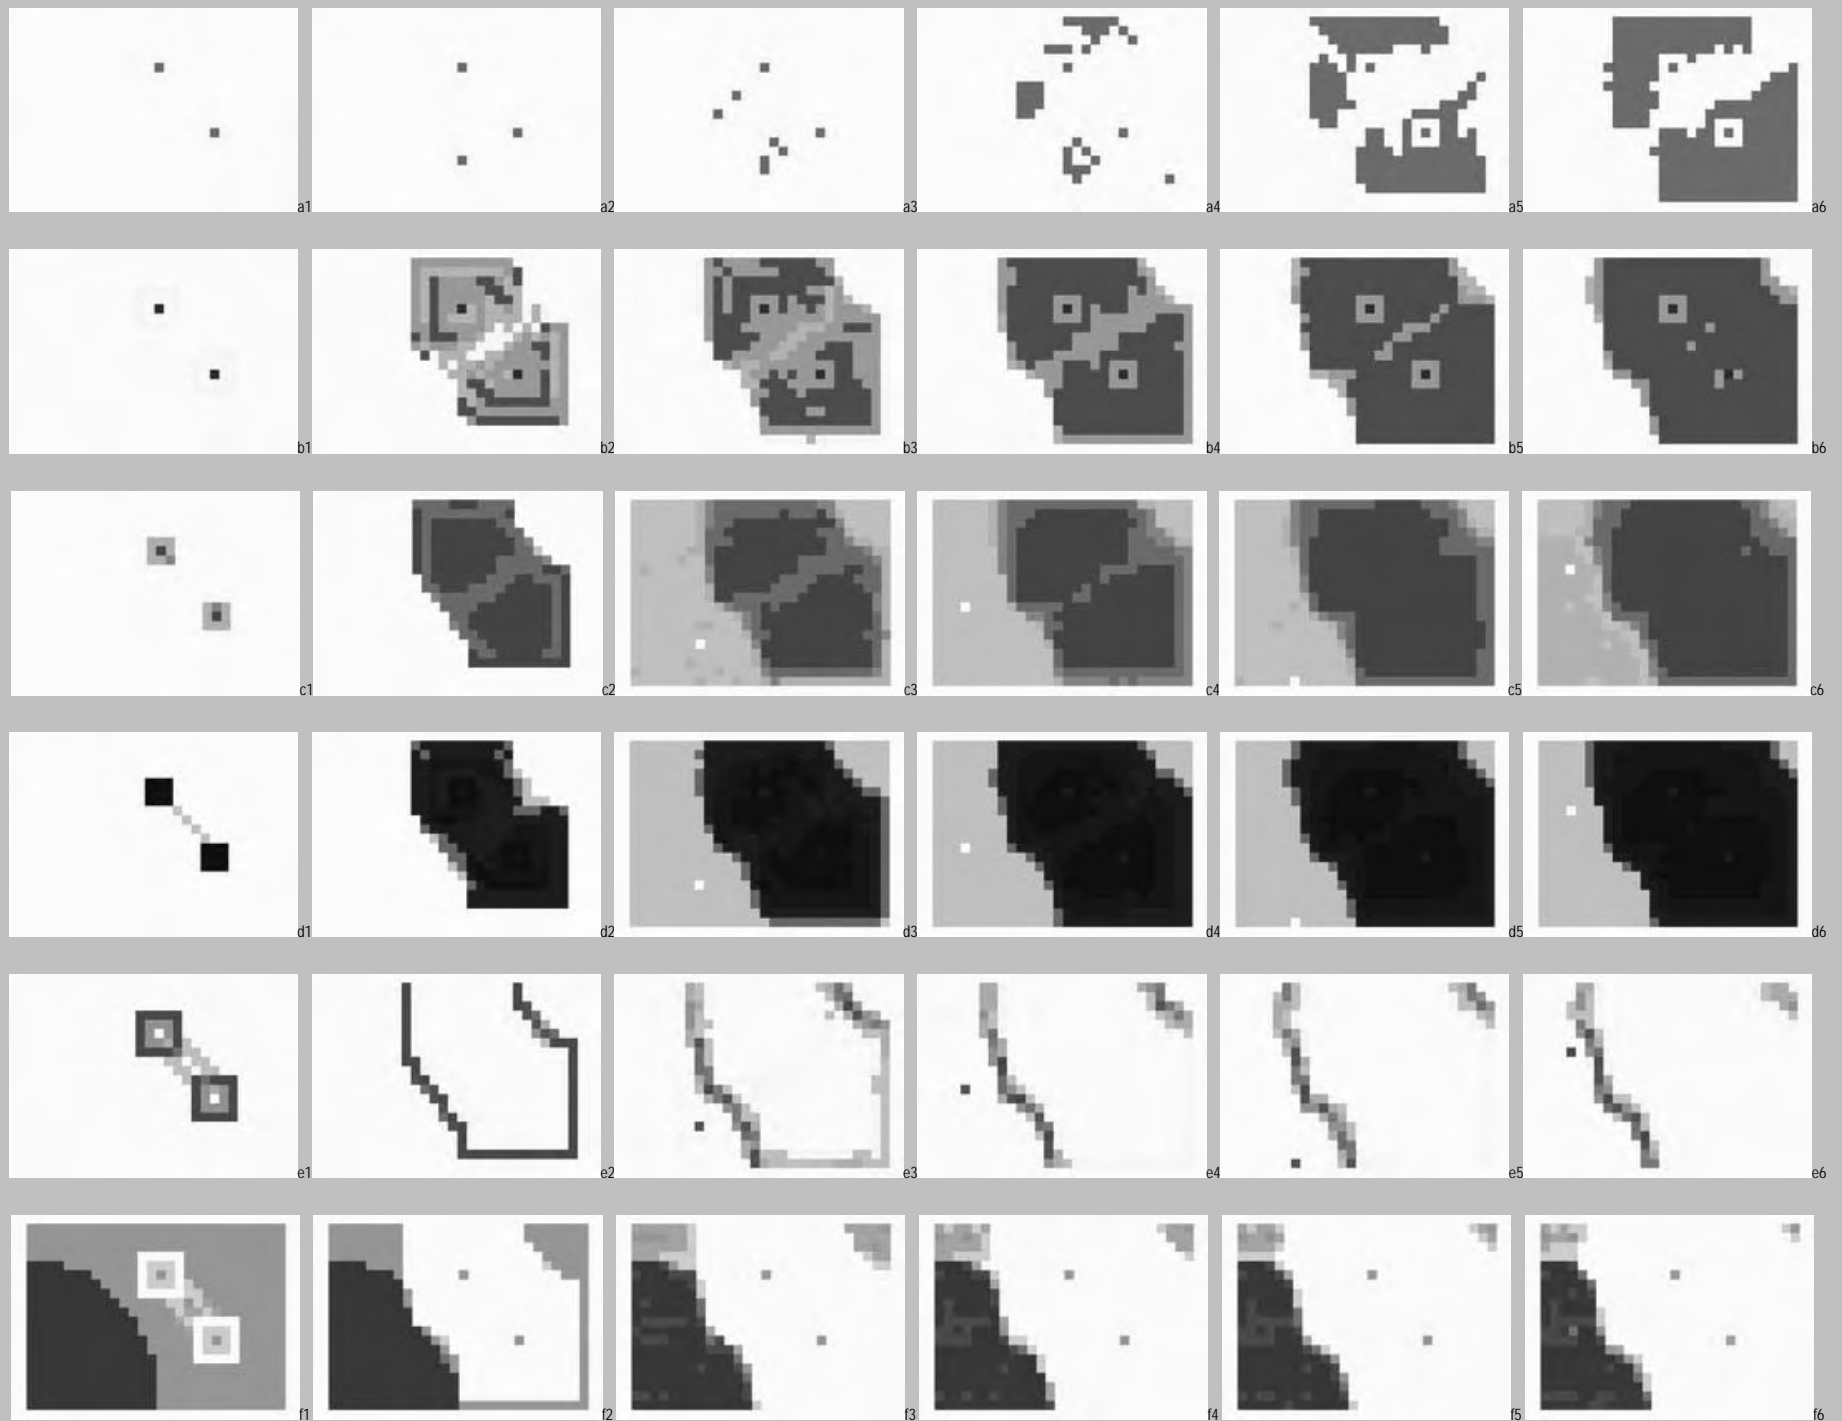 a1 a2 a3 a4 a5 a6
b1 b2 b3 b4 b5 b6
c1 c2 c3 c4 c5 c6
d1 d2 d3 d4 d5 d6
e1 e2 e3 e4 e5 e6
f1 f2 f3 f4 f5 f6